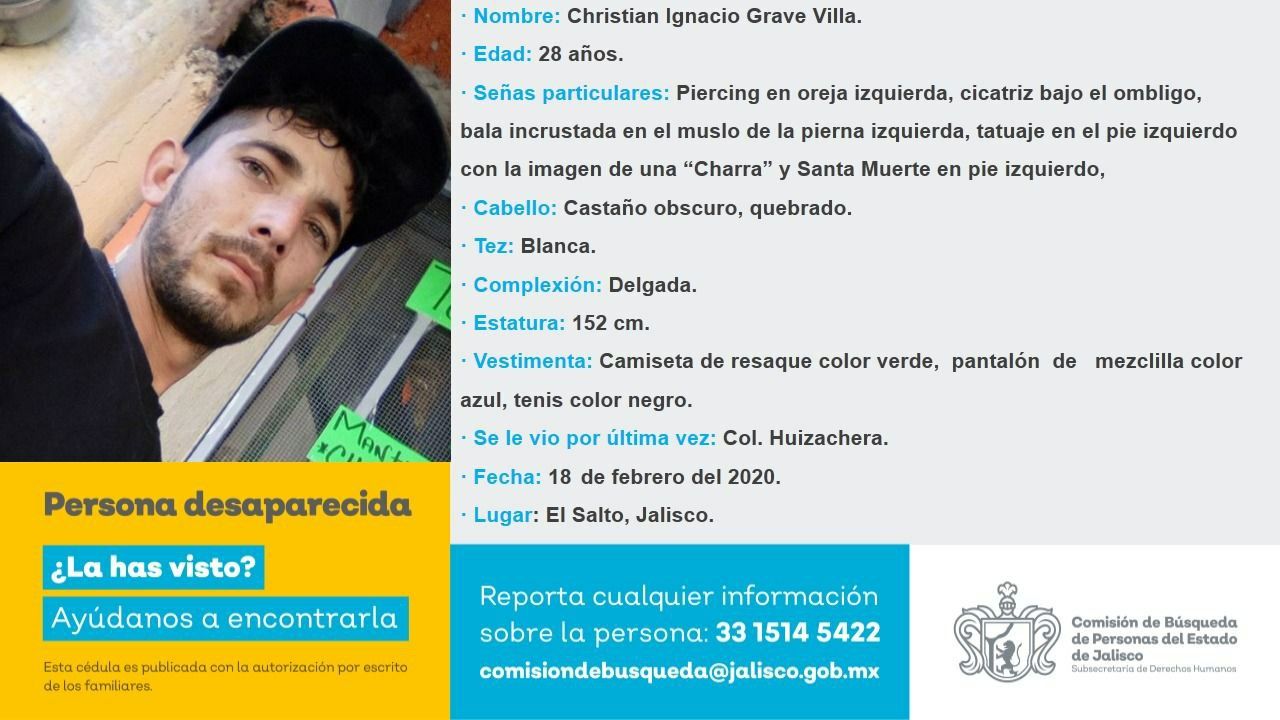 · Nombre: Christian Ignacio Grave Villa.
· Edad: 28 años.
· Señas particulares: Piercing en oreja izquierda, cicatriz bajo el ombligo,
bala incrustada en el muslo de la pierna izquierda, tatuaje en el pie izquierdo
con la imagen de una “Charra” y Santa Muerte en pie izquierdo,
· Cabello: Castaño obscuro, quebrado.
· Tez: Blanca.
· Complexión: Delgada.
· Estatura: 152 cm.
· Vestimenta: Camiseta de resaque color verde, pantalón de mezclilla color
azul, tenis color negro.
· Se le vio por última vez: Col. Huizachera.
· Fecha: 18 de febrero del 2020.
· Lugar: El Salto, Jalisco.
Persona desaparecida
¿La has visto?
Ayúdanos a encontrarla
Esta cédula es publicada con la autorización por escrito
de los familiares.
Reporta cualquier información
sobre la persona: 33 1514 5422
comisiondebusqueda@jalisco.gob.mx
Comisión de Búsqueda
de Personas del Estado
de Jalisco
Subsecretaría de Derechos Humanos